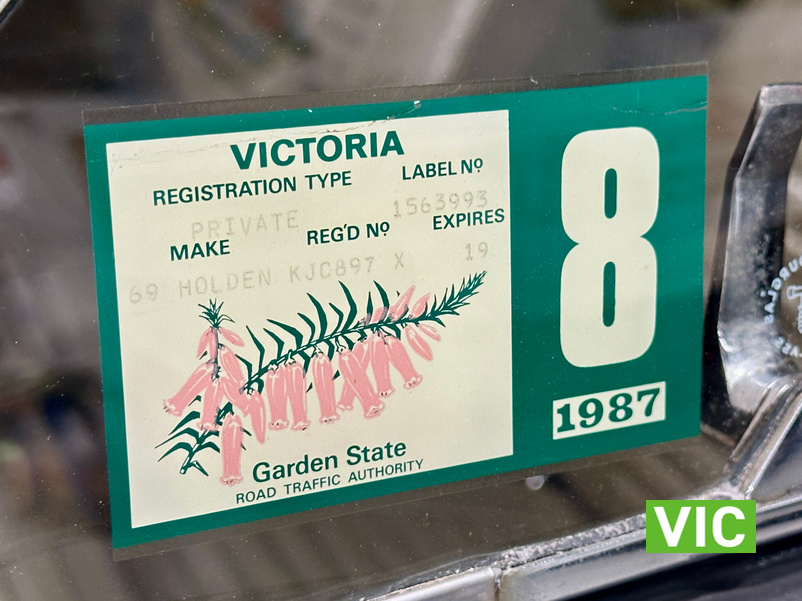 VICTORIA
REGISTRATION TYPE
LABEL Nº
PRIVATE
1563993
MAKE
REG'D Nº
EXPIRES
69 HOLDEN KJC897 X
19
Garden State
ROAD TRAFFIC AUTHORITY
8
1987
VIC